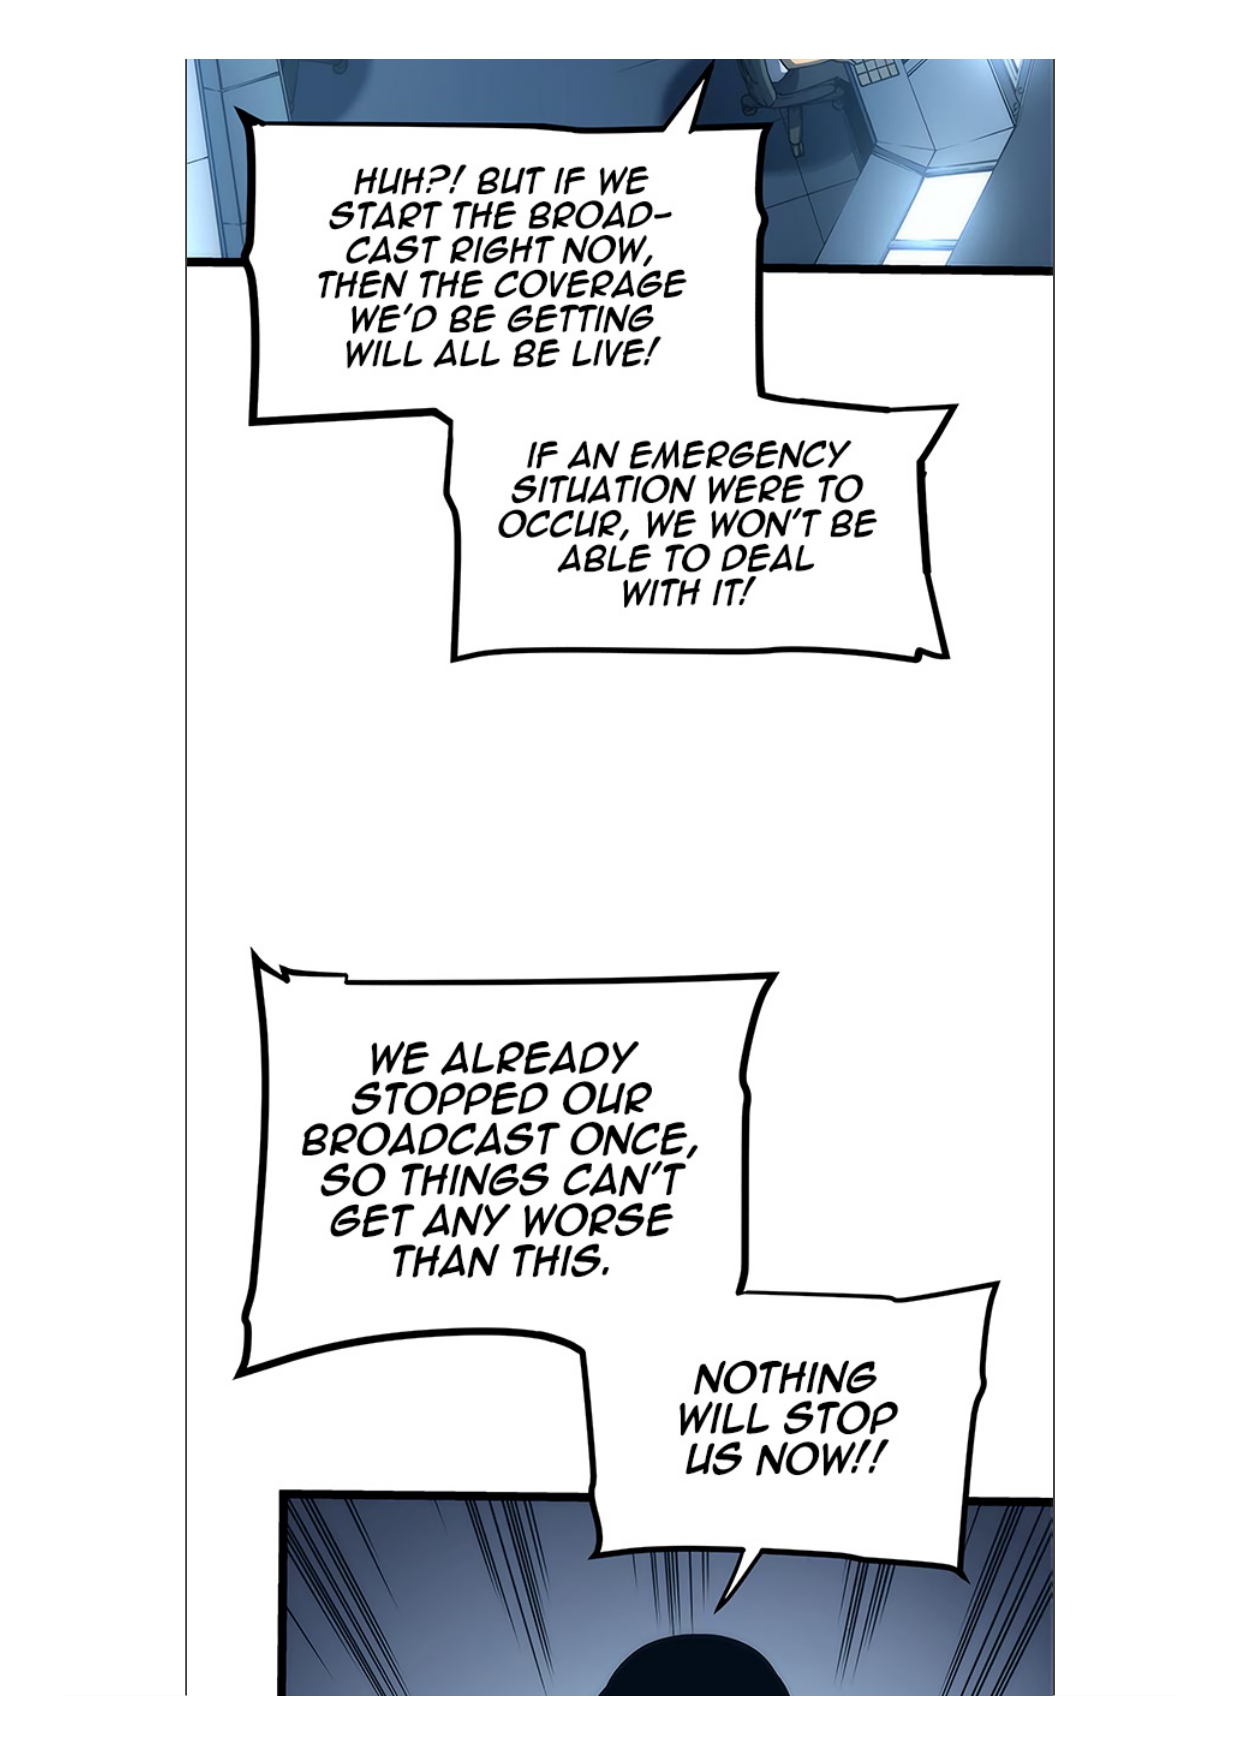 HUH?! BUT IF WE
START THE BROAD-
CAST RIGHT NOW,
THEN THE COVERAGE
WE'D BE GETTING
WILL ALL BE LIVE!
IF AN EMERGENCY
SITUATION WERE TO
OCCUR, WE WON'T BE
ABLE TO DEAL
WITH IT!
WE ALREADY
STOPPED OUR
BROADCAST ONCE,
SO THINGS CAN'T
GET ANY WORSE
THAN THIS.
NOTHING
WILL STOP
US NOW!!